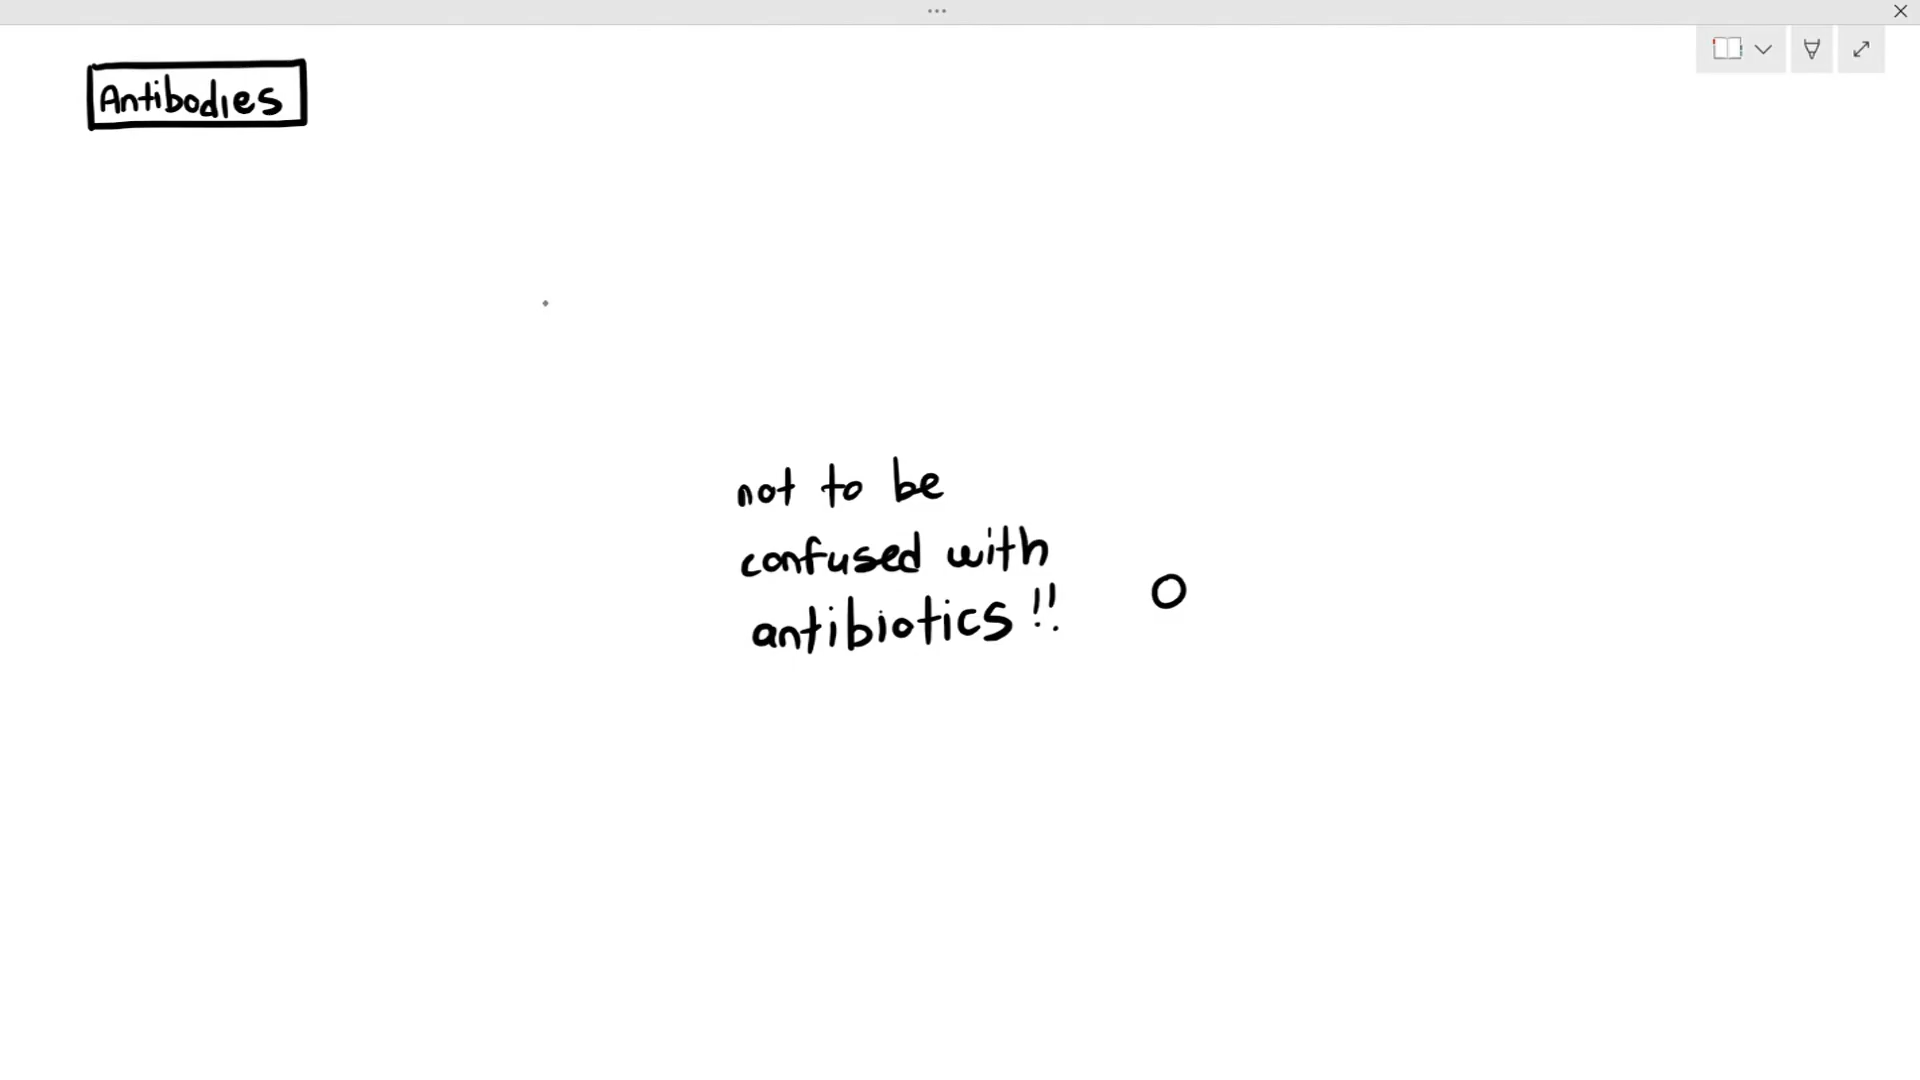 Antibodies
not to be
confused with
antibiotics !!
O